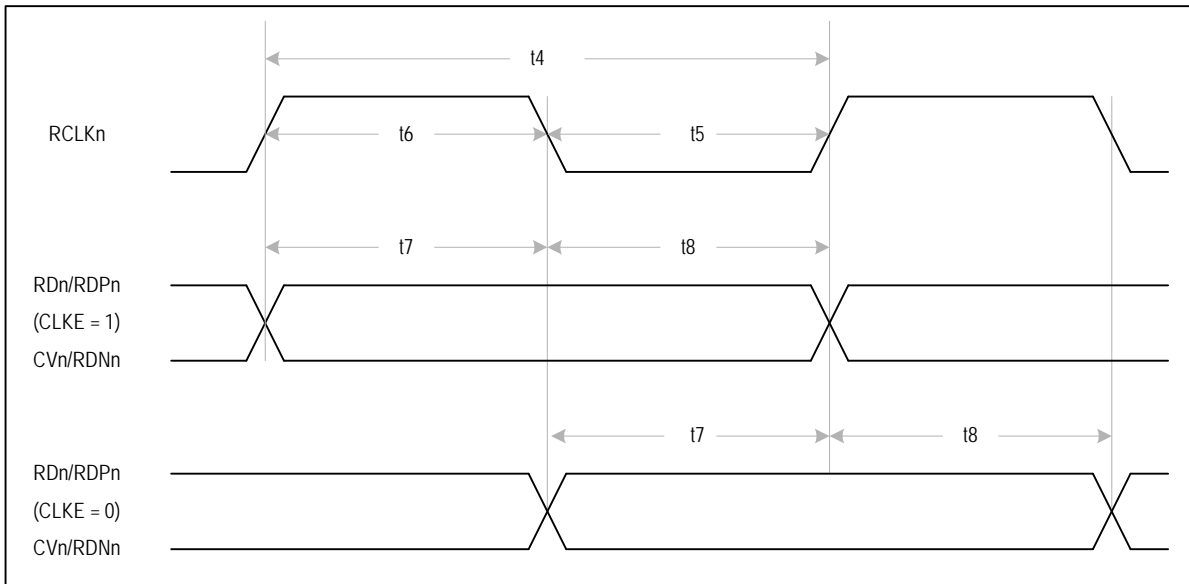 t4
RCLKn
t6
t5
t7
t8
RDn/RDPn
(CLKE = 1)
CVn/RDNn
t7
t8
RDn/RDPn
(CLKE = 0)
CVn/RDNn